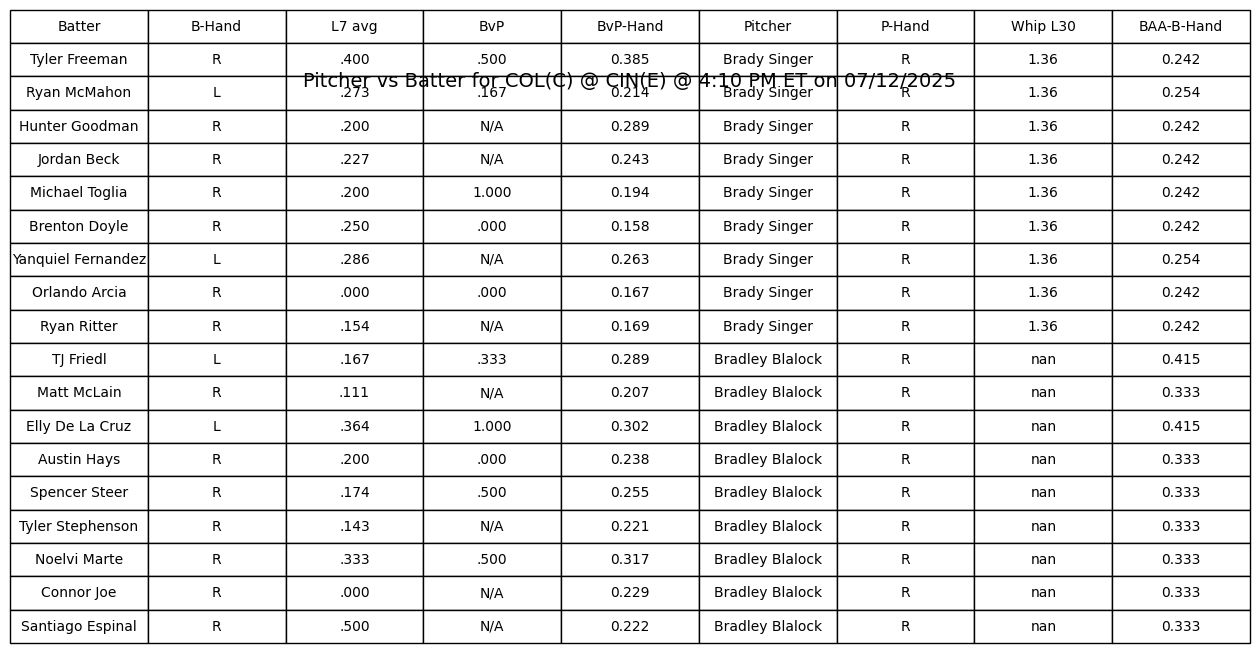 Batter B-Hand L7 avg BvP BvP-Hand Pitcher P-Hand Whip L30 BAA-B-Hand
Tyler Freeman R .400 .500 0.385 Brady Singer R 1.36 0.242
Pitcher vs Batter for COL(C) @ CIN(E) @ 4:10 PM ET on 07/12/2025
Ryan McMahon L .273 .167 0.214 Brady Singer R 1.36 0.254
Hunter Goodman R .200 N/A 0.289 Brady Singer R 1.36 0.242
Jordan Beck R .227 N/A 0.243 Brady Singer R 1.36 0.242
Michael Toglia R .200 1.000 0.194 Brady Singer R 1.36 0.242
Brenton Doyle R .250 .000 0.158 Brady Singer R 1.36 0.242
Yanquiel Fernandez L .286 N/A 0.263 Brady Singer R 1.36 0.254
Orlando Arcia R .000 .000 0.167 Brady Singer R 1.36 0.242
Ryan Ritter R .154 N/A 0.169 Brady Singer R 1.36 0.242
TJ Friedl L .167 .333 0.289 Bradley Blalock R nan 0.415
Matt McLain R .111 N/A 0.207 Bradley Blalock R nan 0.333
Elly De La Cruz L .364 1.000 0.302 Bradley Blalock R nan 0.415
Austin Hays R .200 .000 0.238 Bradley Blalock R nan 0.333
Spencer Steer R .174 .500 0.255 Bradley Blalock R nan 0.333
Tyler Stephenson R .143 N/A 0.221 Bradley Blalock R nan 0.333
Noelvi Marte R .333 .500 0.317 Bradley Blalock R nan 0.333
Connor Joe R .000 N/A 0.229 Bradley Blalock R nan 0.333
Santiago Espinal R .500 N/A 0.222 Bradley Blalock R nan 0.333